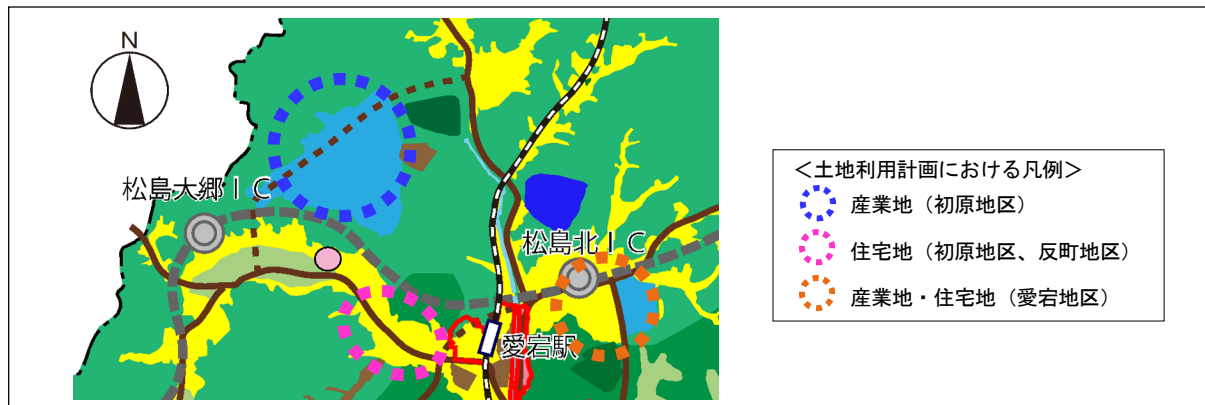 N
松島大郷ＩＣ
松島北ＩＣ
愛宕駅
＜土地利用計画における凡例＞
産業地（初原地区）
住宅地（初原地区、反町地区）
産業地・住宅地（愛宕地区）